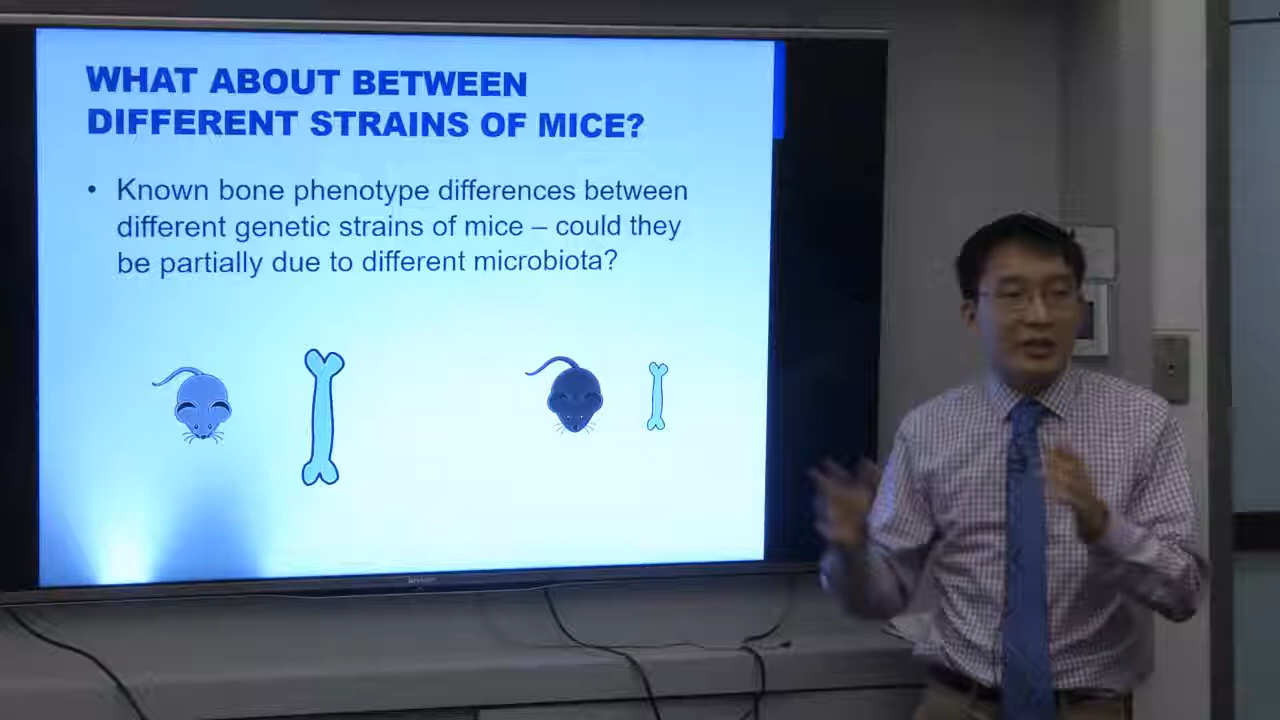 WHAT ABOUT BETWEEN
DIFFERENT STRAINS OF MICE?
• Known bone phenotype differences between
different genetic strains of mice – could they
be partially due to different microbiota?